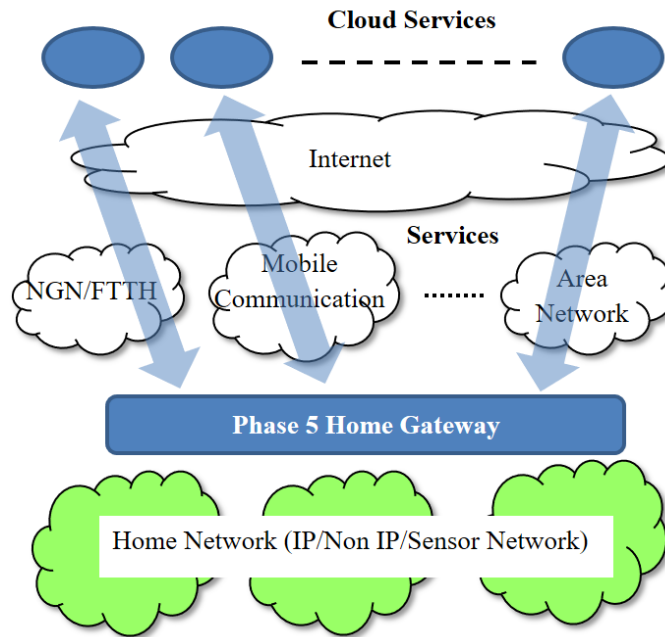 Cloud Services
Internet
Services
NGN/FTTH
Mobile
Communication
Area
Network
Phase 5 Home Gateway
Home Network (IP/Non IP/Sensor Network)